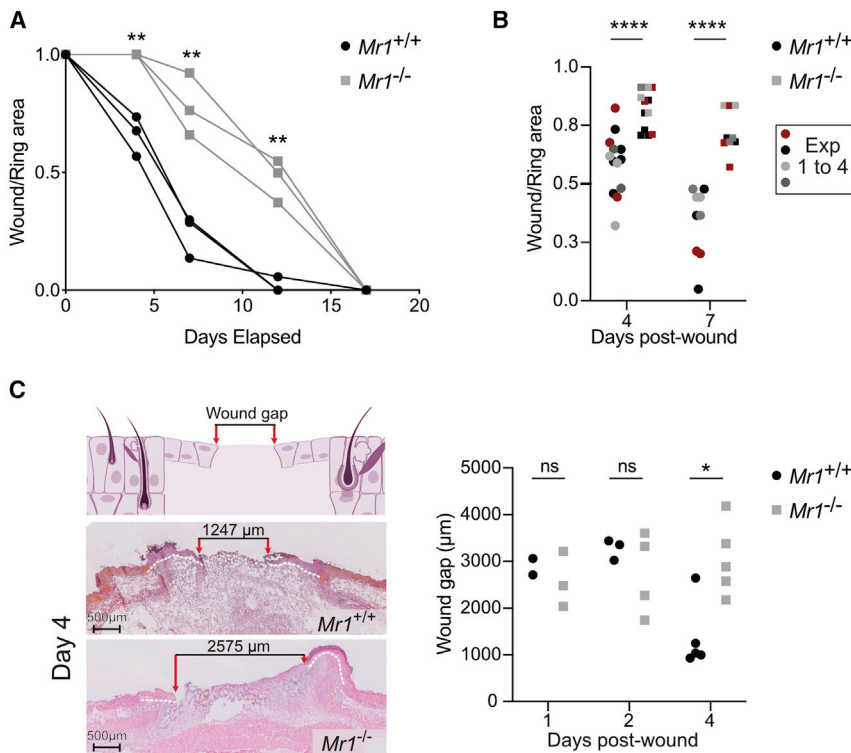 A
** ** **
Mr1+/+
Mr1-/-
1.0
0.5
0.0
0 5 10 15 20
Wound/Ring area
Days Elapsed
B
**** ****
Mr1+/+
Mr1-/-
Exp
1 to 4
1.0
0.8
0.5
0.3
0.0
4 7
Wound/Ring area
Days post-wound
C
Wound gap
Day 4
1247 µm
500µm
Mr1+/+
2575 µm
500µm
Mr1-/-
ns ns *
Mr1+/+
Mr1-/-
5000
4000
3000
2000
1000
0
1 2 4
Wound gap (µm)
Days post-wound